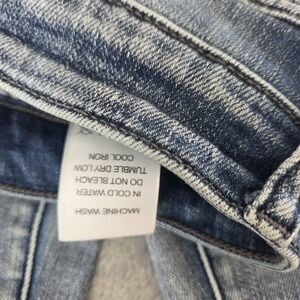 MACHINE WASH
IN COLD WATER
DO NOT BLEACH
TUMBLE DRY LOW
COOL IRON